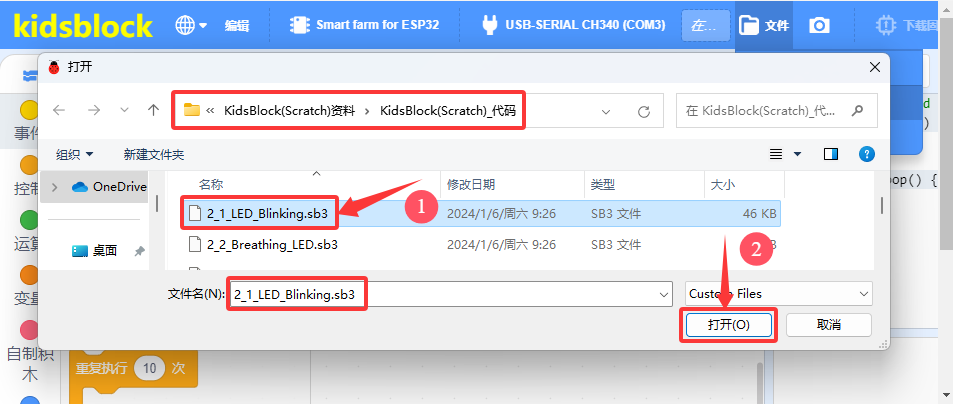 kidsblock 编辑 Smart farm for ESP32 USB-SERIAL CH340 (COM3) 在... 文件 下载固
打开
KidsBlock(Scratch)资料 › KidsBlock(Scratch)_代码 在 KidsBlock(Scratch)_代...
组织 新建文件夹
OneDrive
桌面
名称 修改日期 类型 大小
2_1_LED_Blinking.sb3 2024/1/6/周六 9:26 SB3 文件 46 KB
1
2_2_Breathing_LED.sb3 2024/1/6/周六 9:26 SB3 文件
2
文件名(N): 2_1_LED_Blinking.sb3 Custom Files
打开(O) 取消
事件
控制
运算
变量
自制积
木
重复执行 10 次
oop() {